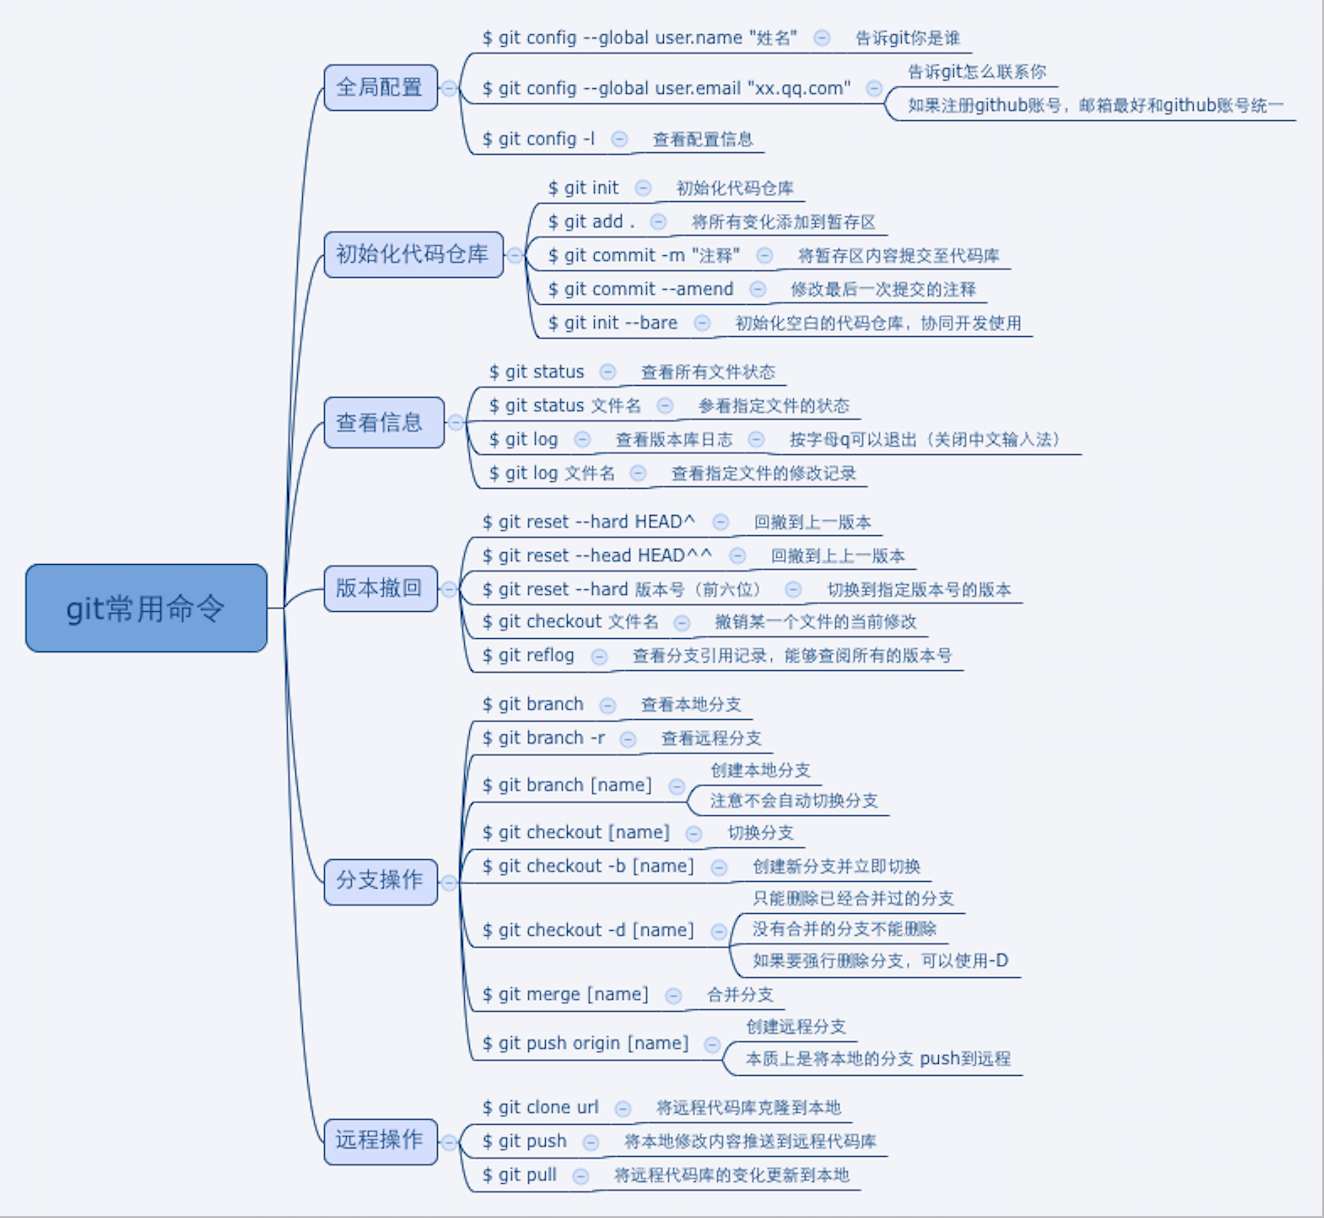 git常用命令
全局配置
$ git config --global user.name "姓名" 告诉git你是谁
$ git config --global user.email "xx.qq.com"
告诉git怎么联系你
如果注册github账号，邮箱最好和github账号统一
$ git config -l 查看配置信息
初始化代码仓库
$ git init 初始化代码仓库
$ git add . 将所有变化添加到暂存区
$ git commit -m "注释" 将暂存区内容提交至代码库
$ git commit --amend 修改最后一次提交的注释
$ git init --bare 初始化空白的代码仓库，协同开发使用
查看信息
$ git status 查看所有文件状态
$ git status 文件名 参看指定文件的状态
$ git log 查看版本库日志 按字母q可以退出（关闭中文输入法）
$ git log 文件名 查看指定文件的修改记录
版本撤回
$ git reset --hard HEAD^ 回撤到上一版本
$ git reset --head HEAD^^ 回撤到上上一版本
$ git reset --hard 版本号（前六位） 切换到指定版本号的版本
$ git checkout 文件名 撤销某一个文件的当前修改
$ git reflog 查看分支引用记录，能够查阅所有的版本号
分支操作
$ git branch 查看本地分支
$ git branch -r 查看远程分支
$ git branch [name]
创建本地分支
注意不会自动切换分支
$ git checkout [name] 切换分支
$ git checkout -b [name] 创建新分支并立即切换
$ git checkout -d [name]
只能删除已经合并过的分支
没有合并的分支不能删除
如果要强行删除分支，可以使用-D
$ git merge [name] 合并分支
$ git push origin [name]
创建远程分支
本质上是将本地的分支 push到远程
远程操作
$ git clone url 将远程代码库克隆到本地
$ git push 将本地修改内容推送到远程代码库
$ git pull 将远程代码库的变化更新到本地